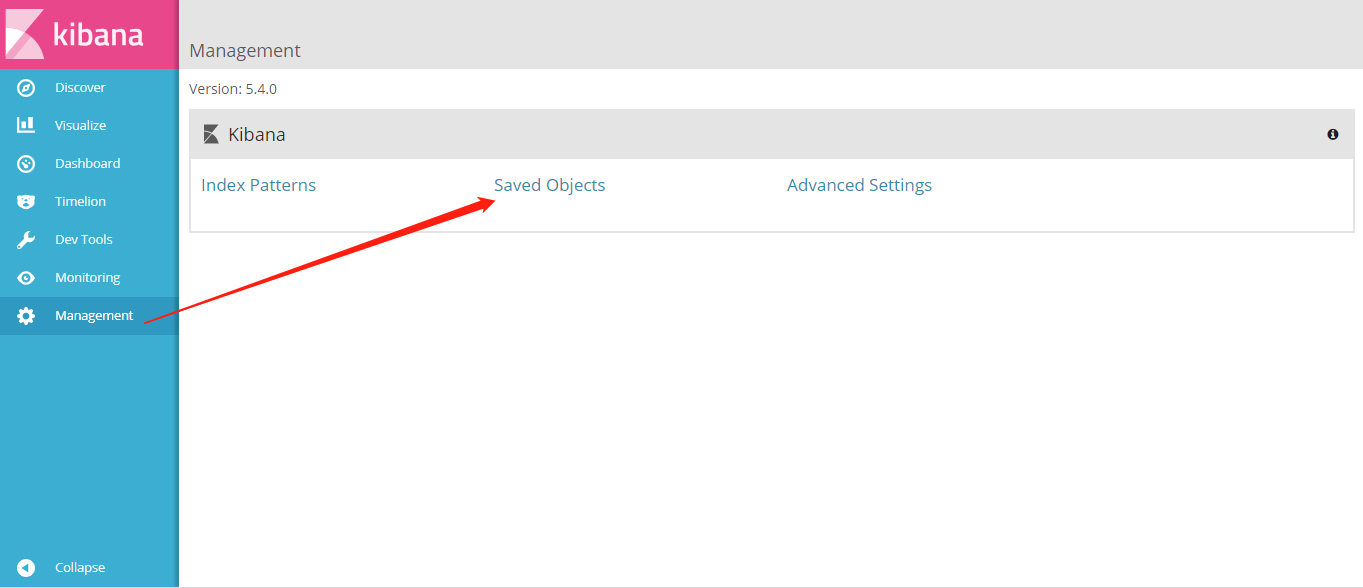 kibana
Discover
Visualize
Dashboard
Timelion
Dev Tools
Monitoring
Management
Collapse
Management
Version: 5.4.0
Kibana
Index Patterns
Saved Objects
Advanced Settings